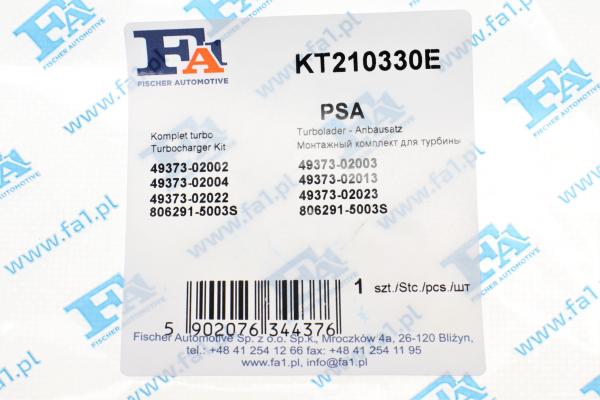 FA1
FISCHER AUTOMOTIVE
KT210330E
PSA
Komplet turbo
Turbocharger Kit
Turbolader - Anbausatz
Монтажный комплект для турбины
49373-02002
49373-02004
49373-02022
806291-5003S
49373-02003
49373-02013
49373-02023
806291-5003S
1 szt./Stc./pcs./шт
5 902076 344376
Fischer Automotive Sp. z o.o. Sp.k., Mroczków 4a, 26-120 Bliżyn,
tel.: +48 41 254 12 66 fax: +48 41 254 11 95
www.fa1.pl, info@fa1.pl
www.fa1.pl